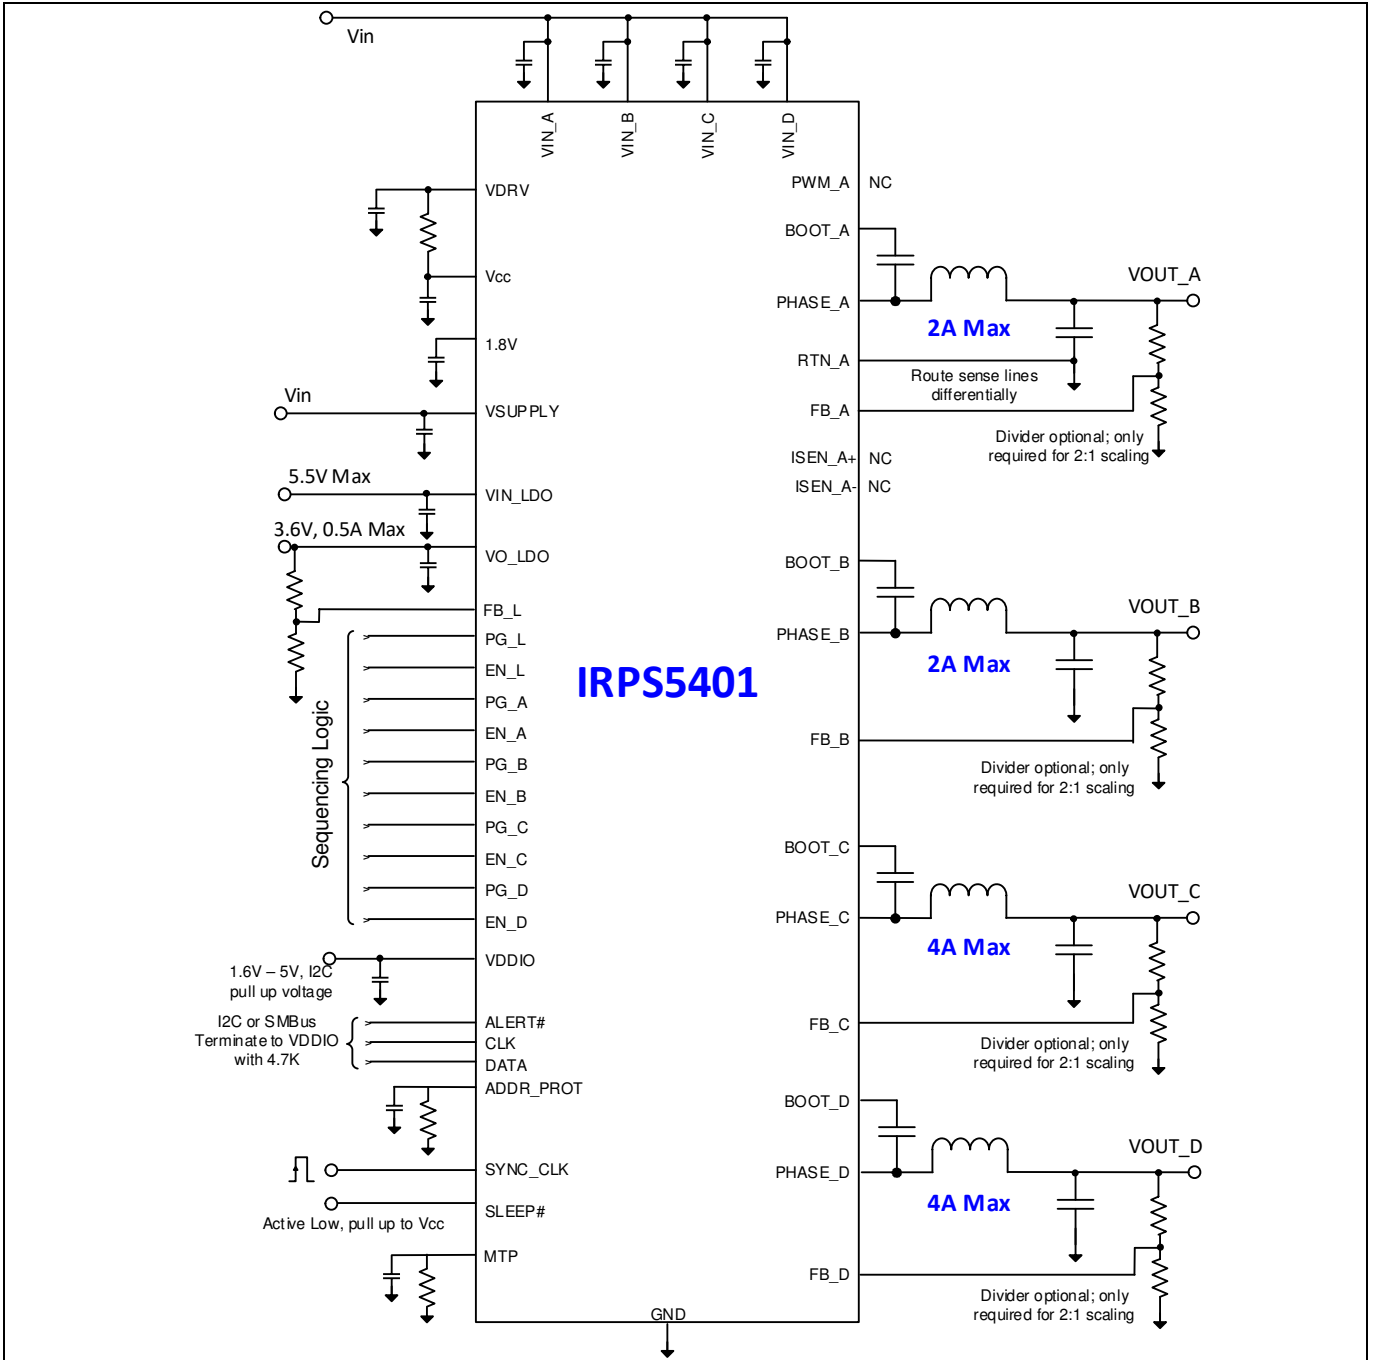 Vin
VIN_A
VIN_B
VIN_C
VIN_D
VDRV
Vcc
1.8V
Vin
VSUPPLY
5.5V Max
VIN_LDO
3.6V, 0.5A Max
VO_LDO
FB_L
PG_L
EN_L
PG_A
EN_A
PG_B
EN_B
PG_C
EN_C
PG_D
EN_D
Sequencing Logic
VDDIO
1.6V – 5V, I2C
pull up voltage
I2C or SMBus
Terminate to VDDIO
with 4.7K
ALERT#
CLK
DATA
ADDR_PROT
SYNC_CLK
SLEEP#
Active Low, pull up to Vcc
MTP
IRPS5401
GND
PWM_A NC
BOOT_A
PHASE_A
VOUT_A
2A Max
RTN_A
Route sense lines
differentially
FB_A
Divider optional; only
required for 2:1 scaling
ISEN_A+ NC
ISEN_A- NC
BOOT_B
VOUT_B
PHASE_B
2A Max
FB_B
Divider optional; only
required for 2:1 scaling
BOOT_C
VOUT_C
PHASE_C
4A Max
FB_C
Divider optional; only
required for 2:1 scaling
BOOT_D
VOUT_D
PHASE_D
4A Max
FB_D
Divider optional; only
required for 2:1 scaling